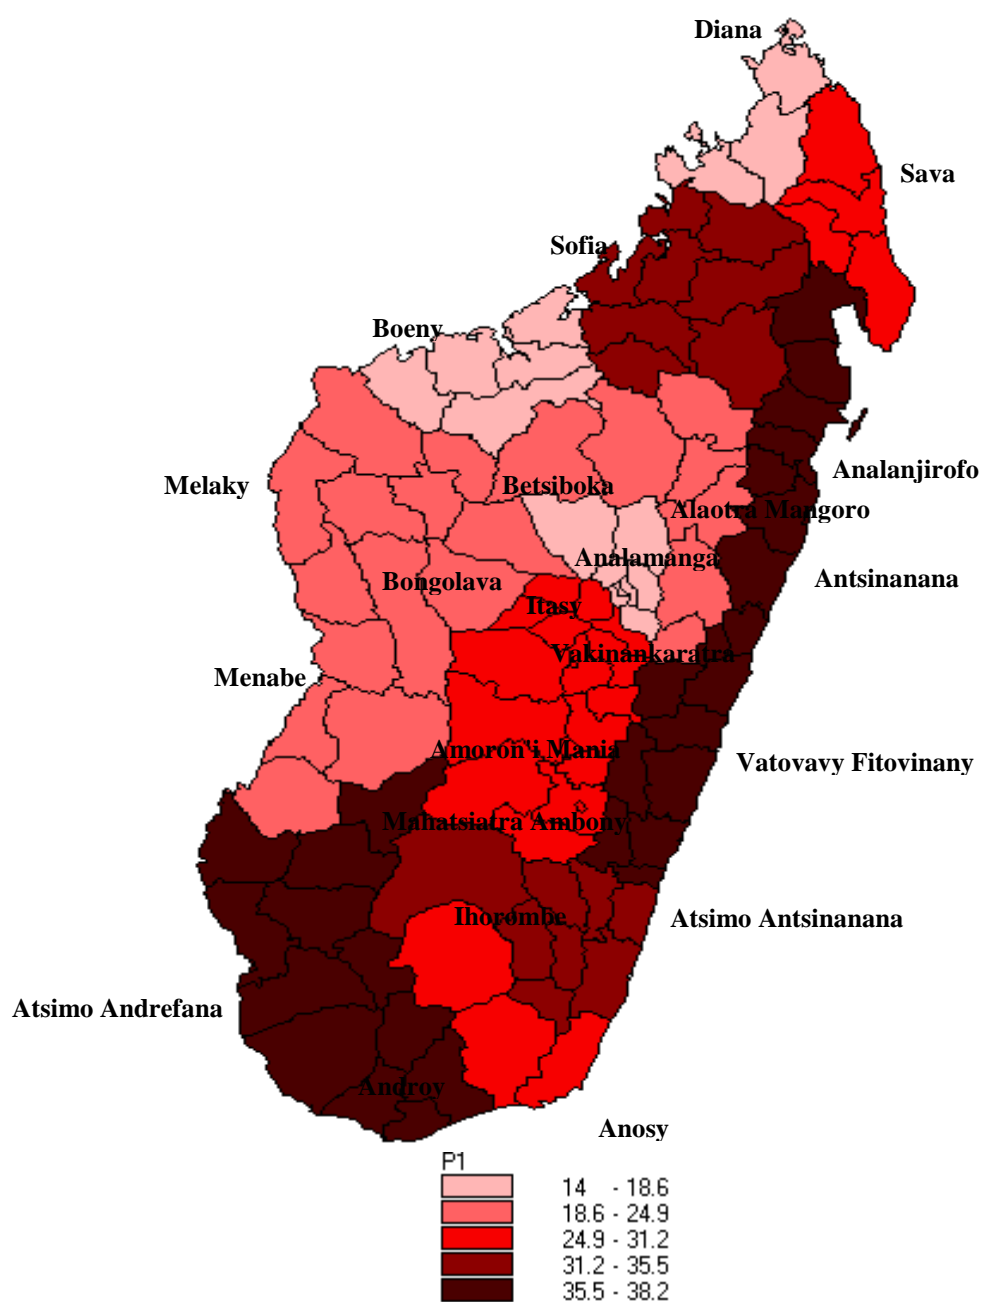 Diana
Sava
Sofia
Boeny
Analanjirofo
Melaky
Betsiboka
Alaotra Mangoro
Analamanga
Antsinanana
Bongolava
Itasy
Vakinankaratra
Menabe
Amoron'i Mania
Vatovavy Fitovinany
Mahatsiatra Ambony
Ihorombe
Atsimo Antsinanana
Atsimo Andrefana
Androy
Anosy
P1
14 - 18.6
18.6 - 24.9
24.9 - 31.2
31.2 - 35.5
35.5 - 38.2